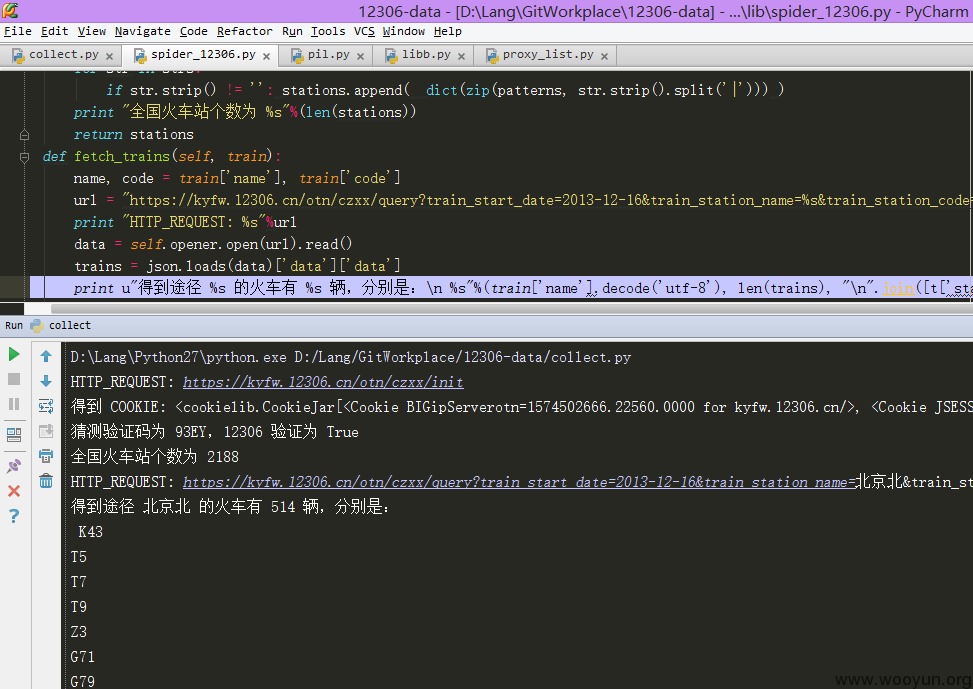 12306-data - [D:\Lang\GitWorkplace\12306-data] - ...\lib\spider_12306.py - PyCharm
File Edit View Navigate Code Refactor Run Tools VCS Window Help
collect.py spider_12306.py pil.py libb.py proxy_list.py
for str in strs:
if str.strip() != '': stations.append( dict(zip(patterns, str.strip().split('|'))) )
print "全国火车站个数为 %s"%(len(stations))
return stations
def fetch_trains(self, train):
name, code = train['name'], train['code']
url = "https://kyfw.12306.cn/otn/czxx/query?train_start_date=2013-12-16&train_station_name=%s&train_station_code=
print "HTTP_REQUEST: %s"%url
data = self.opener.open(url).read()
trains = json.loads(data)['data']['data']
print u"得到途径 %s 的火车有 %s 辆，分别是：\n %s"%(train['name'],decode('utf-8'), len(trains), "\n".join([t['sta
Run collect
D:\Lang\Python27\python.exe D:/Lang/GitWorkplace/12306-data/collect.py
HTTP_REQUEST: https://kyfw.12306.cn/otn/czxx/init
得到 COOKIE: <cookielib.CookieJar[<Cookie BIGipServerotn=1574502666.22560.0000 for kyfw.12306.cn/>, <Cookie JSESS
猜测验证码为 93EY，12306 验证为 True
全国火车站个数为 2188
HTTP_REQUEST: https://kyfw.12306.cn/otn/czxx/query?train_start_date=2013-12-16&train_station_name=北京北&train_st
得到途径 北京北 的火车有 514 辆，分别是：
K43
T5
T7
T9
Z3
G71
G79
www.wooyun.org